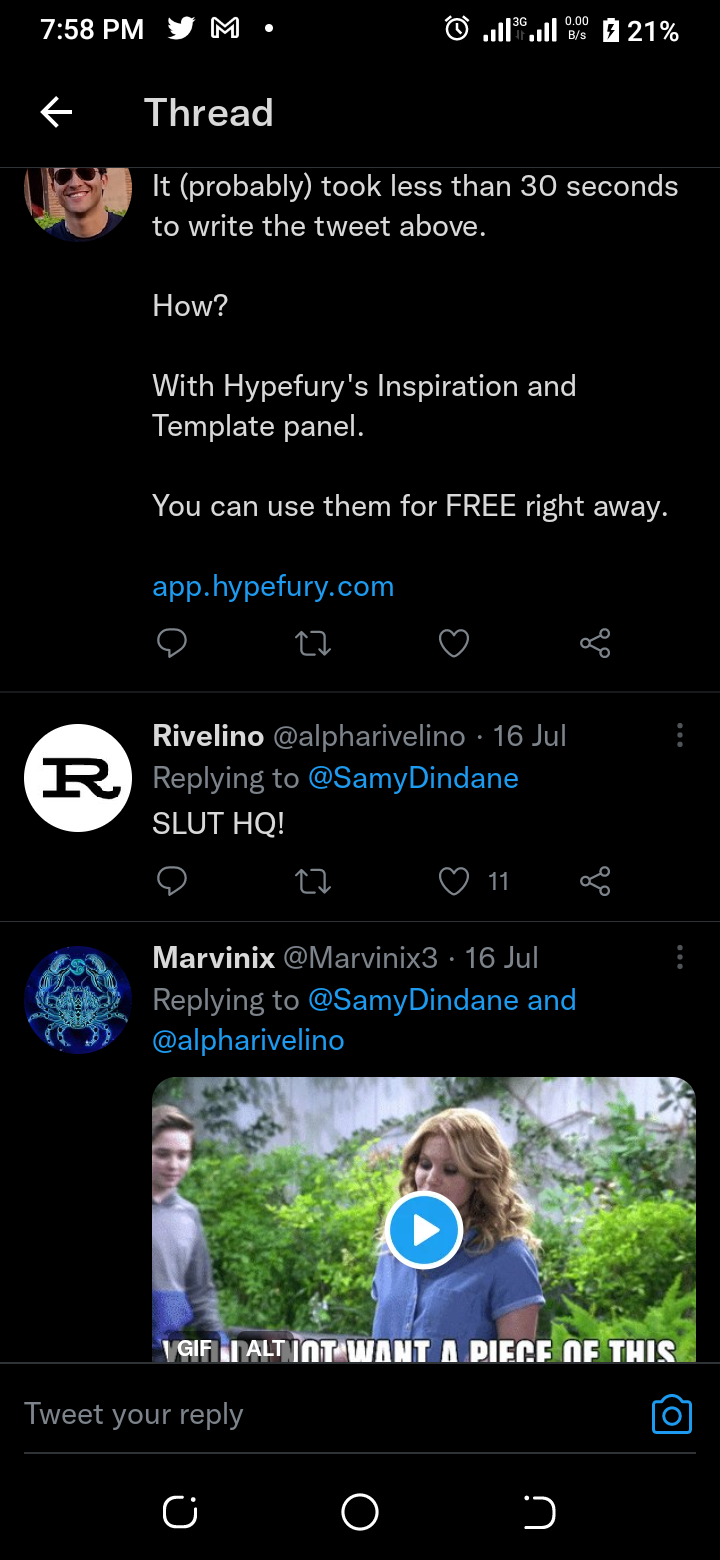 7:58 PM 3G 0.00 B/s 21%
Thread
It (probably) took less than 30 seconds
to write the tweet above.
How?
With Hypefury's Inspiration and
Template panel.
You can use them for FREE right away.
app.hypefury.com
R
Rivelino @alpharivelino · 16 Jul
Replying to @SamyDindane
SLUT HQ!
11
Marvinix @Marvinix3 · 16 Jul
Replying to @SamyDindane and
@alpharivelino
GIF ALT
NOT WANT A PIECE OF THIS
Tweet your reply